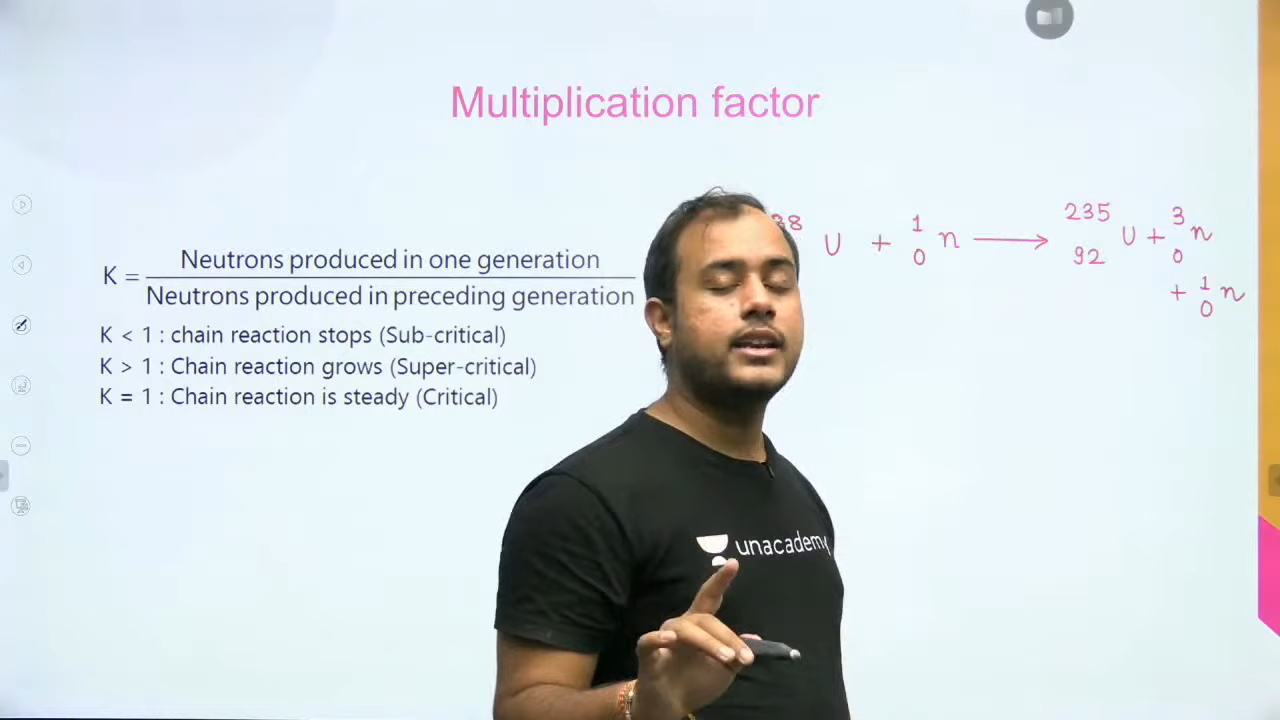 Multiplication factor
K = Neutrons produced in one generation
Neutrons produced in preceding generation
K < 1 : chain reaction stops (Sub-critical)
K > 1 : Chain reaction grows (Super-critical)
K = 1 : Chain reaction is steady (Critical)
38 U + 1 0 n ⟶ 235 92 U + 3 0 n
+ 1 0 n
unacademy